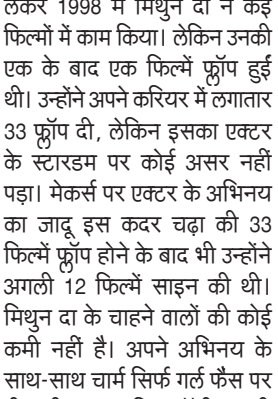 लेकर 1998 में मिथुन दा ने कई
फिल्मों में काम किया। लेकिन उनकी
एक के बाद एक फिल्में फ्लॉप हुईं
थी। उन्होंने अपने करियर में लगातार
33 फ्लॉप दी, लेकिन इसका एक्टर
के स्टारडम पर कोई असर नहीं
पड़ा। मेकर्स पर एक्टर के अभिनय
का जादू इस कदर चढ़ा की 33
फिल्में फ्लॉप होने के बाद भी उन्होंने
अगली 12 फिल्में साइन की थी।
मिथुन दा के चाहने वालों की कोई
कमी नहीं है। अपने अभिनय के
साथ-साथ चार्म सिर्फ गर्ल फैस पर